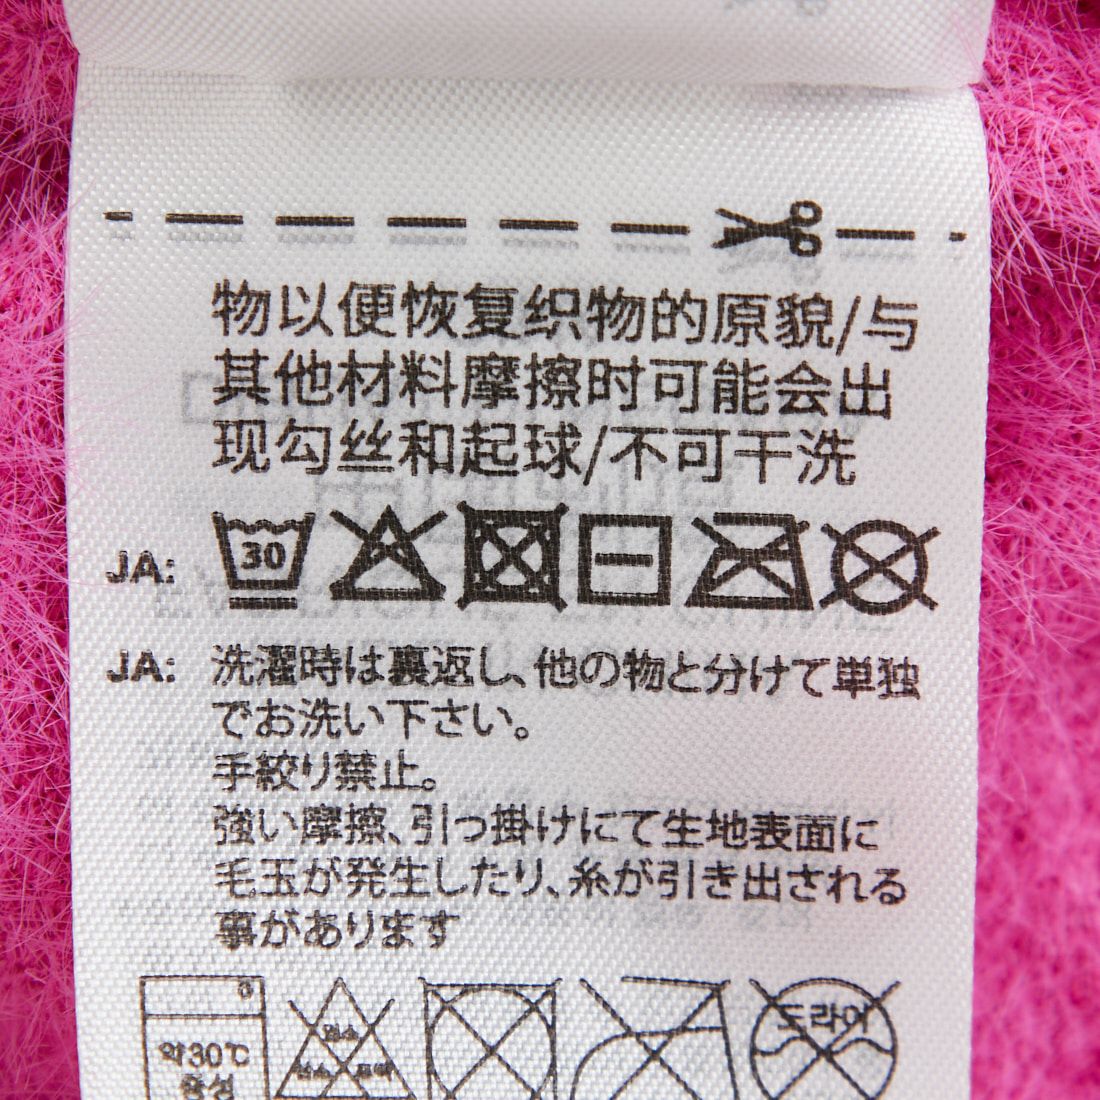 物以便恢复织物的原貌/与
其他材料摩擦时可能会出
现勾丝和起球/不可干洗
JA: 30
JA: 洗濯時は裏返し、他の物と分けて単独
でお洗い下さい。
手絞り禁止。
強い摩擦、引っ掛けにて生地表面に
毛玉が発生したり、糸が引き出される
事があります
드라이
약30℃
중성